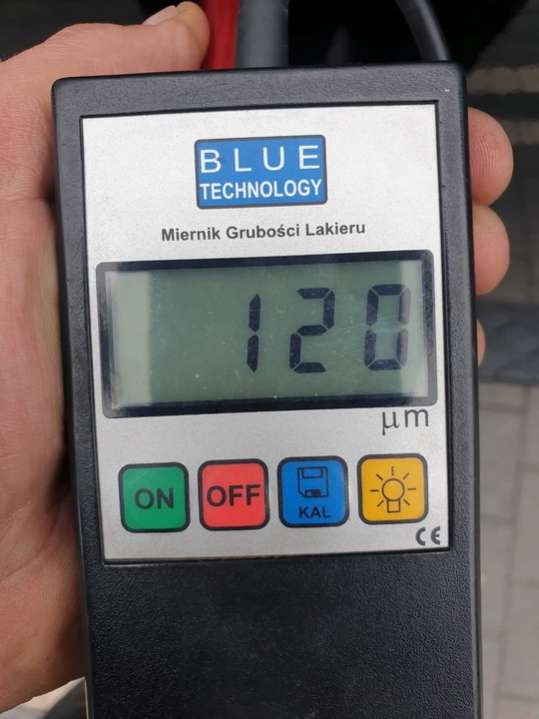 BLUE
TECHNOLOGY
Miernik Grubości Lakieru
120
μm
ON
OFF
KAL
CE